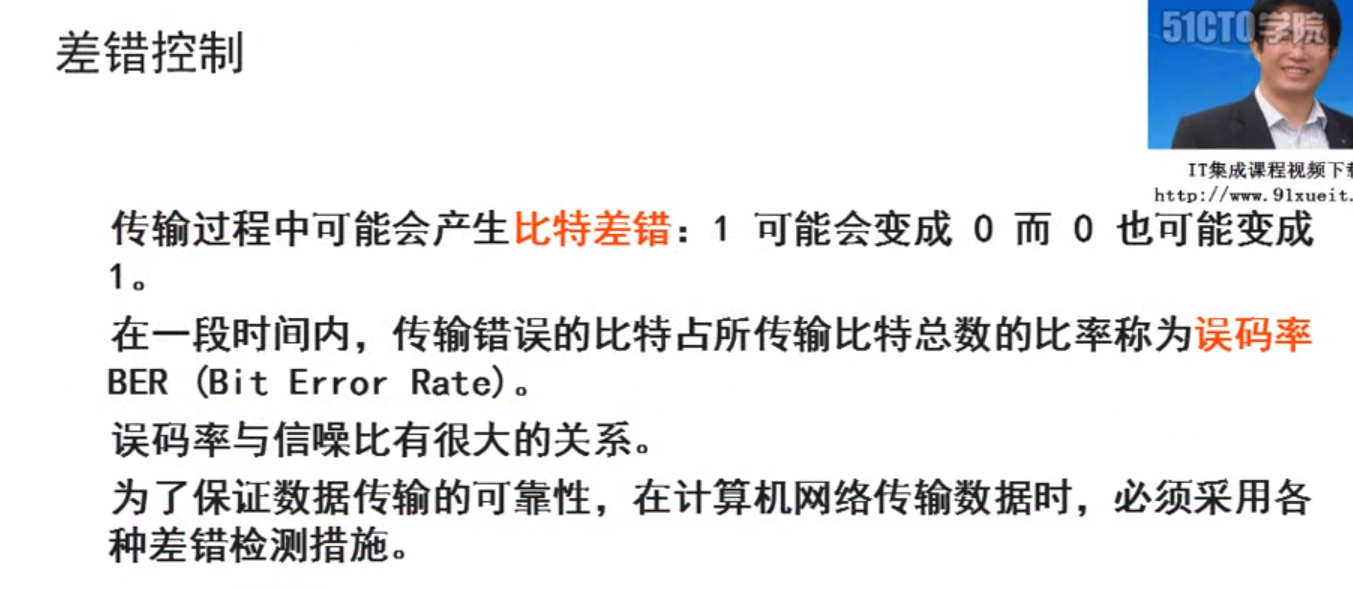 差错控制
51CTO学院
IT集成课程视频下载
http://www.91xueit.
传输过程中可能会产生比特差错：1 可能会变成 0 而 0 也可能变成
1。
在一段时间内，传输错误的比特占所传输比特总数的比率称为误码率
BER (Bit Error Rate)。
误码率与信噪比有很大的关系。
为了保证数据传输的可靠性，在计算机网络传输数据时，必须采用各
种差错检测措施。